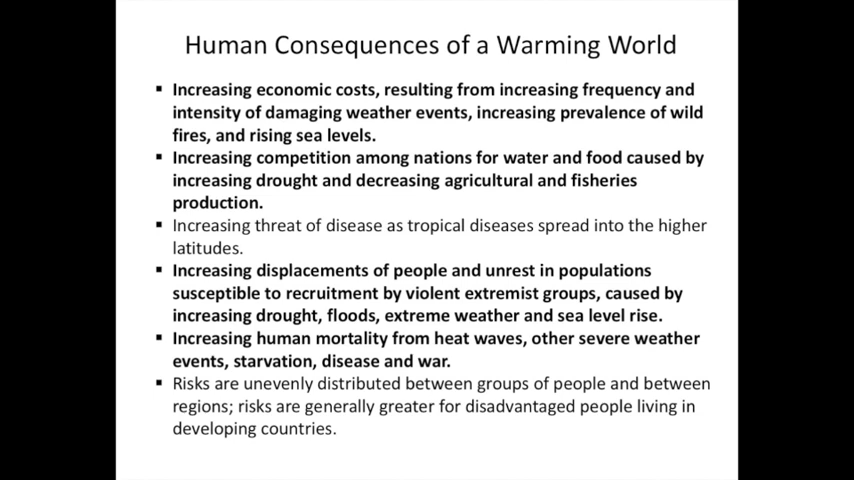 Human Consequences of a Warming World
▪ Increasing economic costs, resulting from increasing frequency and
intensity of damaging weather events, increasing prevalence of wild
fires, and rising sea levels.
▪ Increasing competition among nations for water and food caused by
increasing drought and decreasing agricultural and fisheries
production.
▪ Increasing threat of disease as tropical diseases spread into the higher
latitudes.
▪ Increasing displacements of people and unrest in populations
susceptible to recruitment by violent extremist groups, caused by
increasing drought, floods, extreme weather and sea level rise.
▪ Increasing human mortality from heat waves, other severe weather
events, starvation, disease and war.
▪ Risks are unevenly distributed between groups of people and between
regions; risks are generally greater for disadvantaged people living in
developing countries.